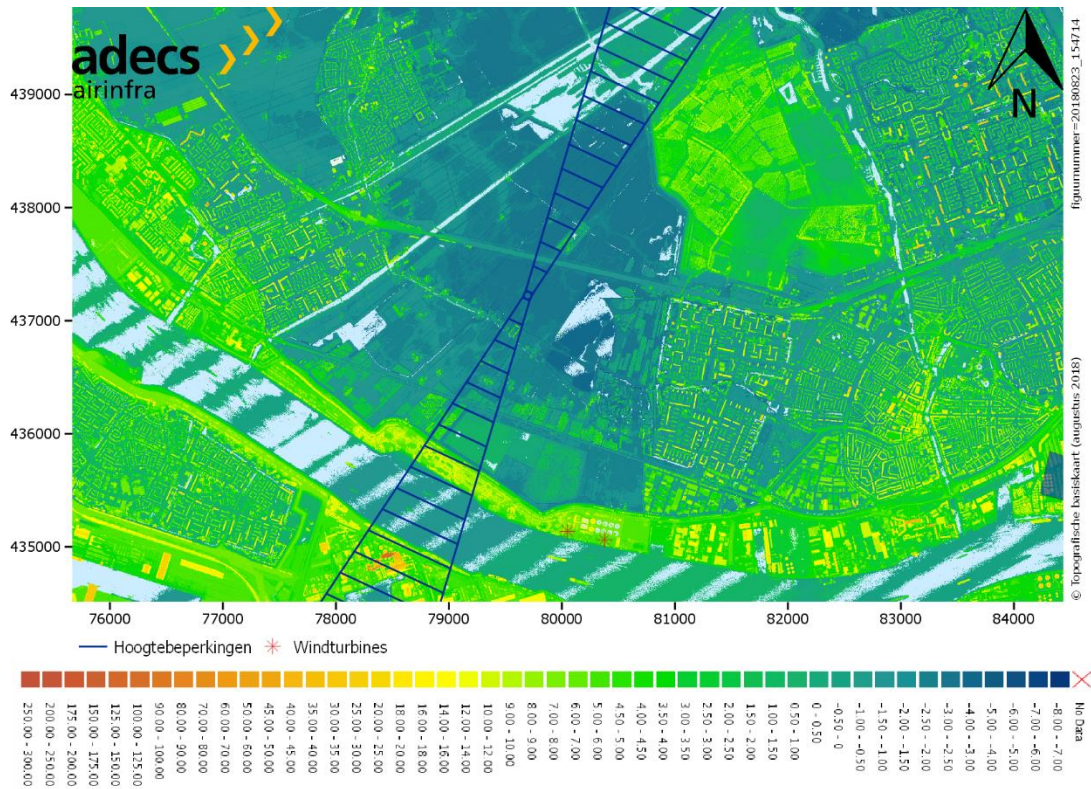 adecs
airinfra
N
figuurnummer=20180823_154714
© Topografische basiskaart (augustus 2018)
439000
438000
437000
436000
435000
76000 77000 78000 79000 80000 81000 82000 83000 84000
Hoogtebeperkingen Windturbines
250.00 - 300.00
200.00 - 250.00
175.00 - 200.00
150.00 - 175.00
125.00 - 150.00
100.00 - 125.00
90.00 - 100.00
80.00 - 90.00
70.00 - 80.00
60.00 - 70.00
50.00 - 60.00
45.00 - 50.00
40.00 - 45.00
35.00 - 40.00
30.00 - 35.00
25.00 - 30.00
20.00 - 25.00
18.00 - 20.00
16.00 - 18.00
14.00 - 16.00
12.00 - 14.00
10.00 - 12.00
9.00 - 10.00
8.00 - 9.00
7.00 - 8.00
6.00 - 7.00
5.00 - 6.00
4.50 - 5.00
4.00 - 4.50
3.50 - 4.00
3.00 - 3.50
2.50 - 3.00
2.00 - 2.50
1.50 - 2.00
1.00 - 1.50
0.50 - 1.00
0 - 0.50
-0.50 - 0
-1.00 - -0.50
-1.50 - -1.00
-2.00 - -1.50
-2.50 - -2.00
-3.00 - -2.50
-4.00 - -3.00
-5.00 - -4.00
-6.00 - -5.00
-7.00 - -6.00
-8.00 - -7.00
No Data